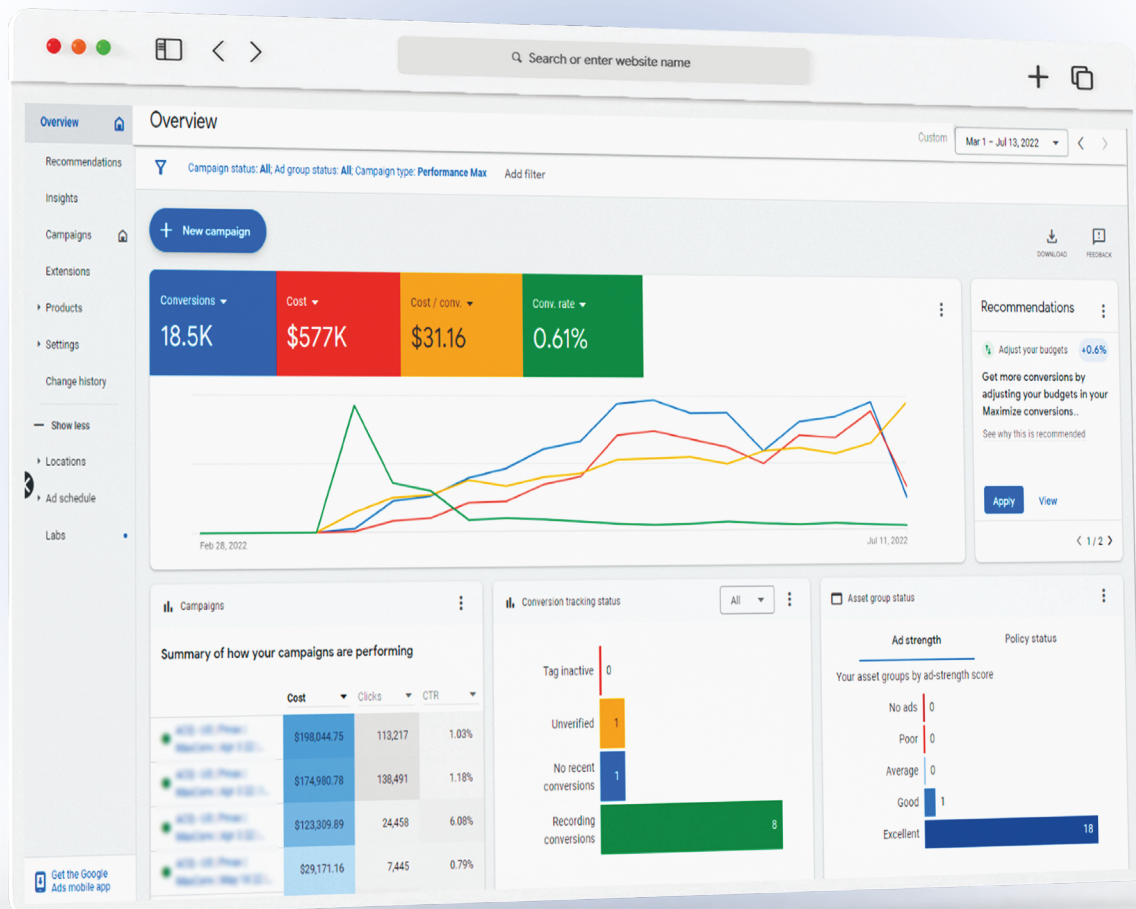 Search or enter website name
Overview
Recommendations
Insights
Campaigns
Extensions
Products
Settings
Change history
Show less
Locations
Ad schedule
Labs
Get the Google
Ads mobile app
Overview
Custom
Mar 1 – Jul 13, 2022
Campaign status: All; Ad group status: All; Campaign type: Performance Max
Add filter
New campaign
DOWNLOAD
FEEDBACK
Conversions
18.5K
Cost
$577K
Cost / conv.
$31.16
Conv. rate
0.61%
Feb 28, 2022
Jul 11, 2022
Recommendations
Adjust your budgets
+0.6%
Get more conversions by
adjusting your budgets in your
Maximize conversions..
See why this is recommended
Apply
View
1 / 2
Campaigns
Summary of how your campaigns are performing
Cost Clicks CTR
$198,044.75 113,217 1.03%
$174,980.78 138,491 1.18%
$123,309.89 24,458 6.08%
$29,171.16 7,445 0.79%
Conversion tracking status
All
Tag inactive 0
Unverified 1
No recent
conversions 1
Recording
conversions 8
Asset group status
Ad strength
Policy status
Your asset groups by ad-strength score
No ads 0
Poor 0
Average 0
Good 1
Excellent 18